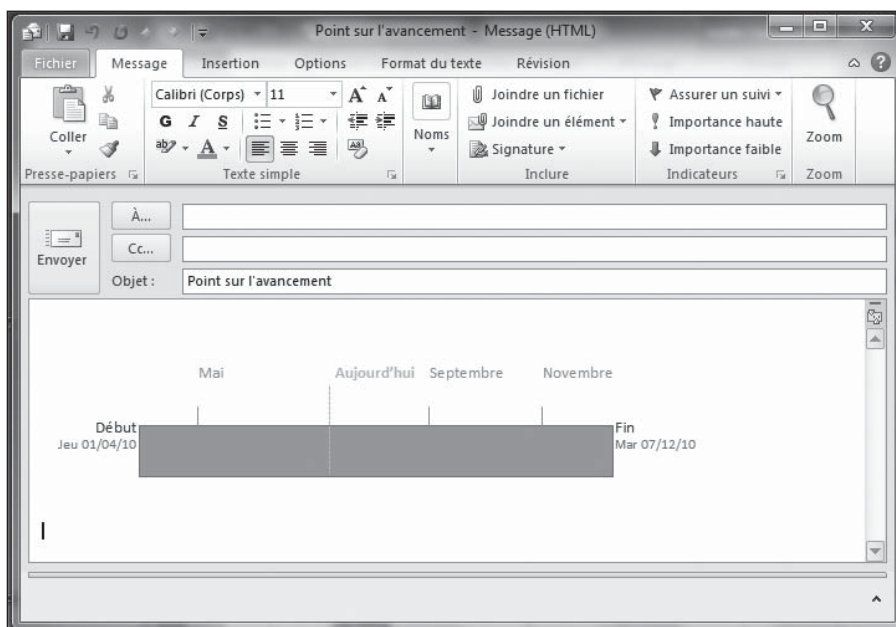 Point sur l'avancement - Message (HTML)
Fichier Message Insertion Options Format du texte Révision
Coller
Presse-papiers
Calibri (Corps) 11 A A
G I S
ab A Aa
Texte simple
Noms
Joindre un fichier
Joindre un élément
Signature
Inclure
Assurer un suivi
Importance haute
Importance faible
Indicateurs
Zoom
Zoom
Envoyer
À...
Cc...
Objet : Point sur l'avancement
Mai Aujourd'hui Septembre Novembre
Début Fin
Jeu 01/04/10 Mar 07/12/10